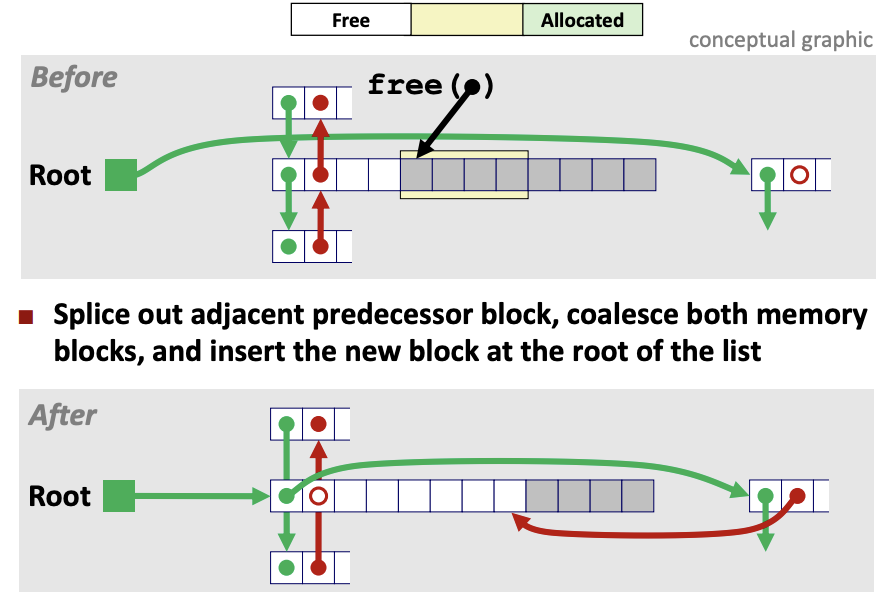 Free Allocated
conceptual graphic
Before
free( )
Root
Splice out adjacent predecessor block, coalesce both memory
blocks, and insert the new block at the root of the list
After
Root